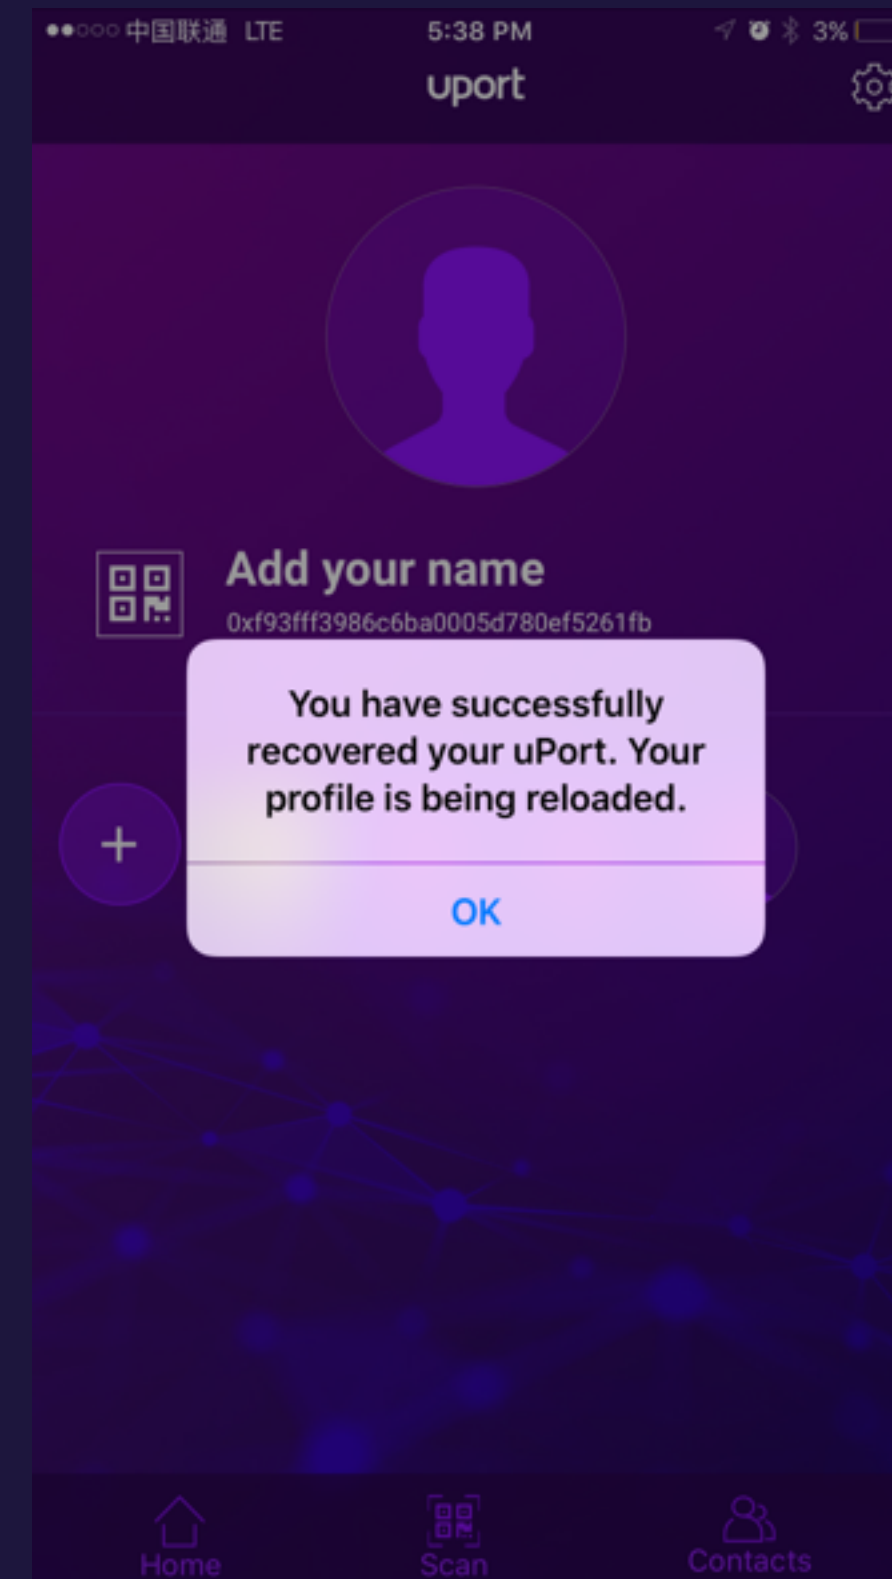 中国联通 LTE 5:38 PM 3%
uport
Add your name
0xf93fff3986c6ba0005d780ef5261fb
You have successfully
recovered your uPort. Your
profile is being reloaded.
OK
Home Scan Contacts